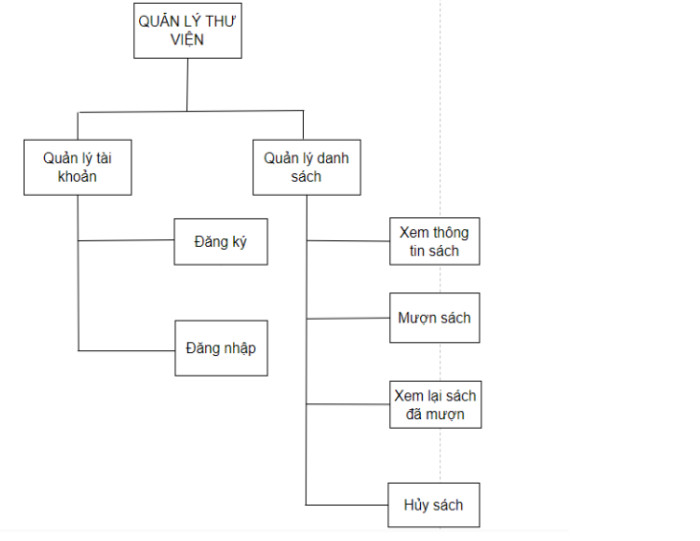 QUẢN LÝ THƯ
VIỆN
Quản lý tài
khoản
Quản lý danh
sách
Đăng ký
Đăng nhập
Xem thông
tin sách
Mượn sách
Xem lại sách
đã mượn
Hủy sách